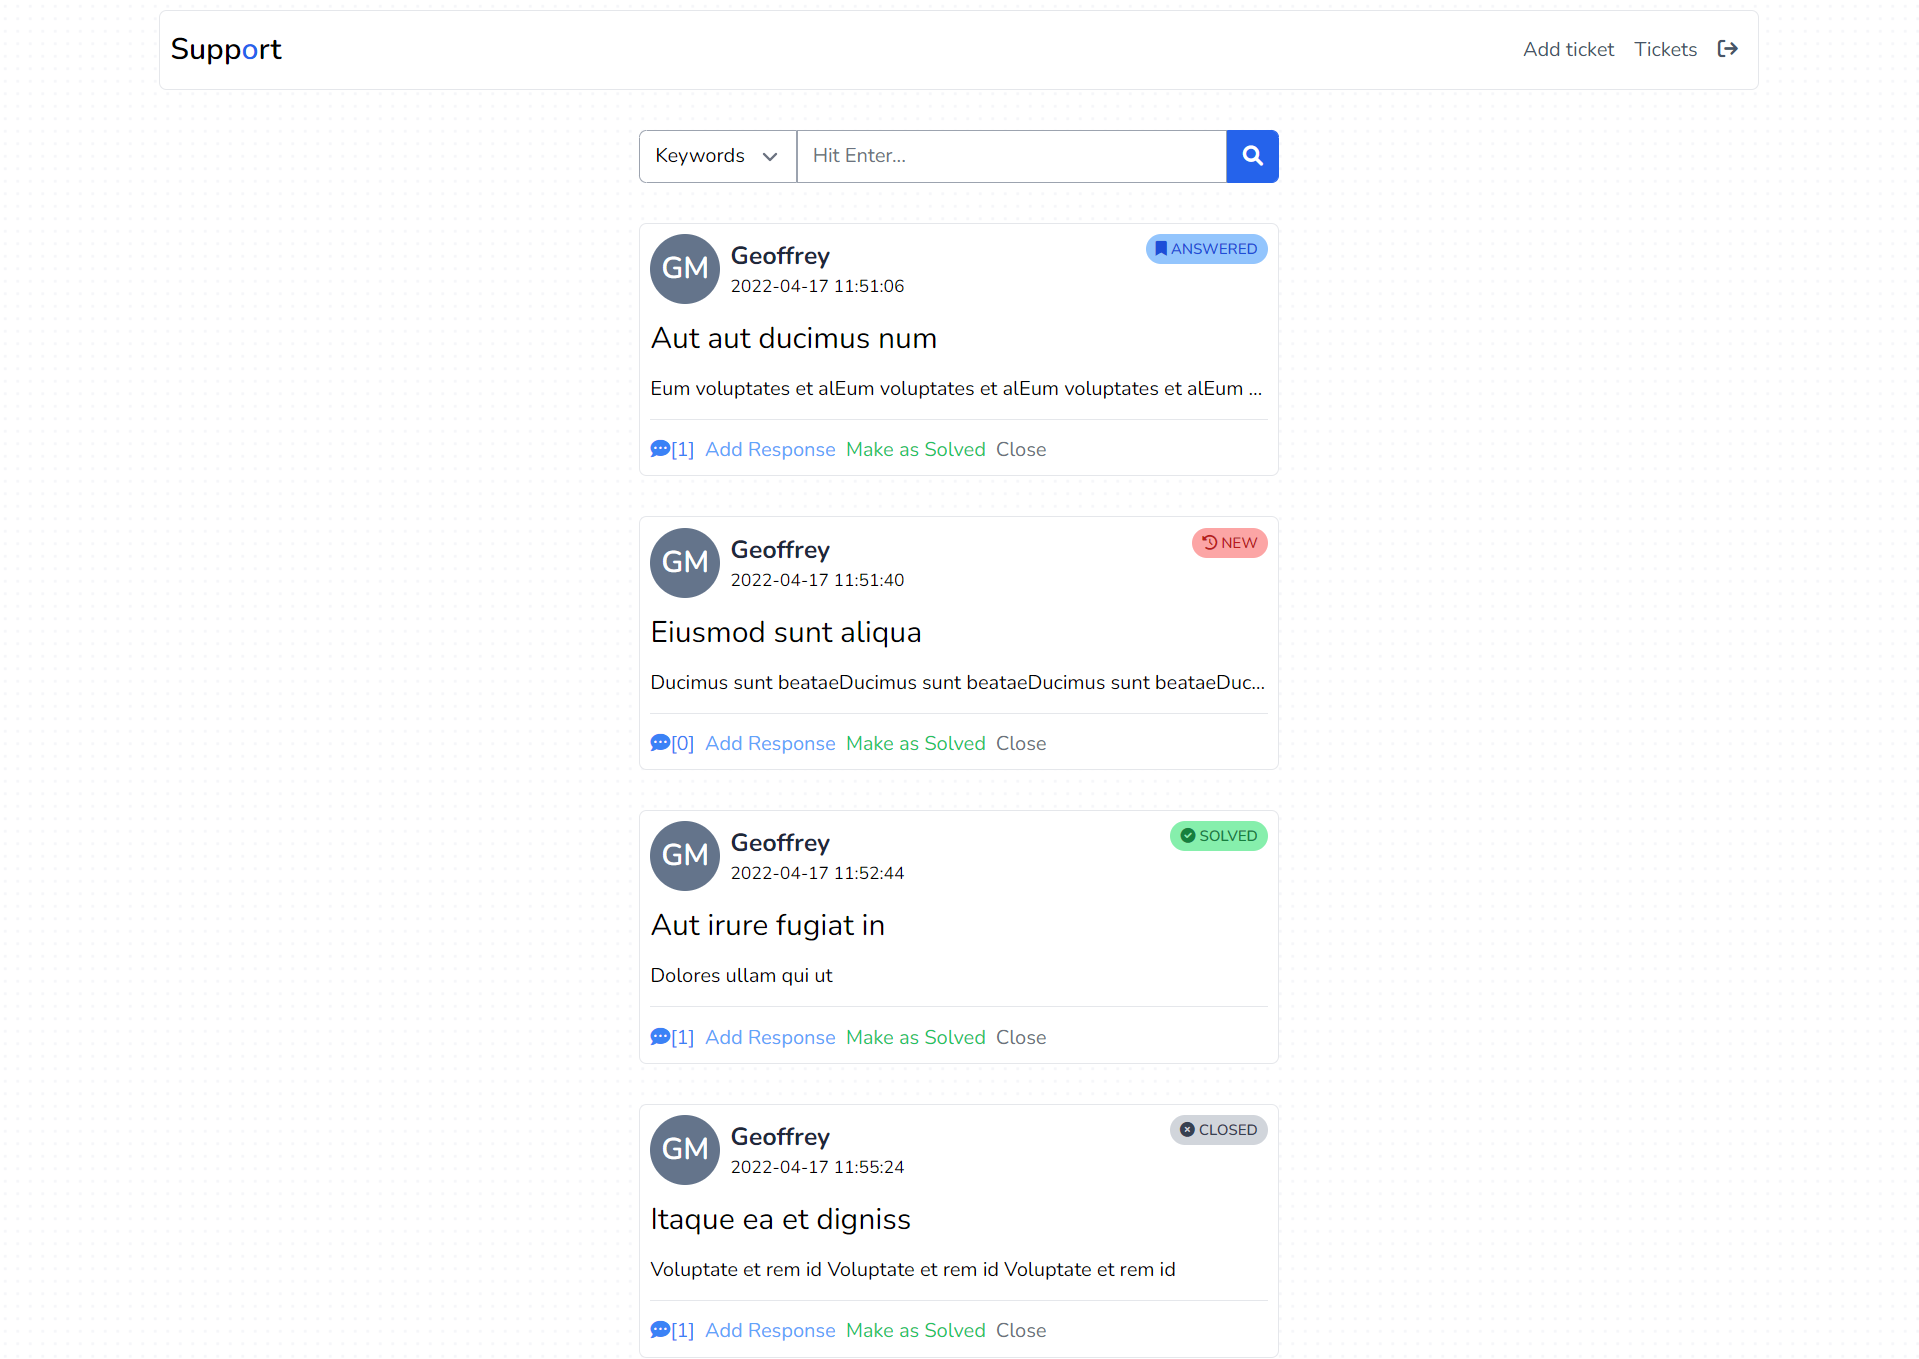 Support
Add ticket Tickets
Keywords Hit Enter...
GM Geoffrey ANSWERED
2022-04-17 11:51:06
Aut aut ducimus num
Eum voluptates et alEum voluptates et alEum voluptates et alEum ...
[1] Add Response Make as Solved Close
GM Geoffrey NEW
2022-04-17 11:51:40
Eiusmod sunt aliqua
Ducimus sunt beataeDucimus sunt beataeDucimus sunt beataeDuc...
[0] Add Response Make as Solved Close
GM Geoffrey SOLVED
2022-04-17 11:52:44
Aut irure fugiat in
Dolores ullam qui ut
[1] Add Response Make as Solved Close
GM Geoffrey CLOSED
2022-04-17 11:55:24
Itaque ea et digniss
Voluptate et rem id Voluptate et rem id Voluptate et rem id
[1] Add Response Make as Solved Close